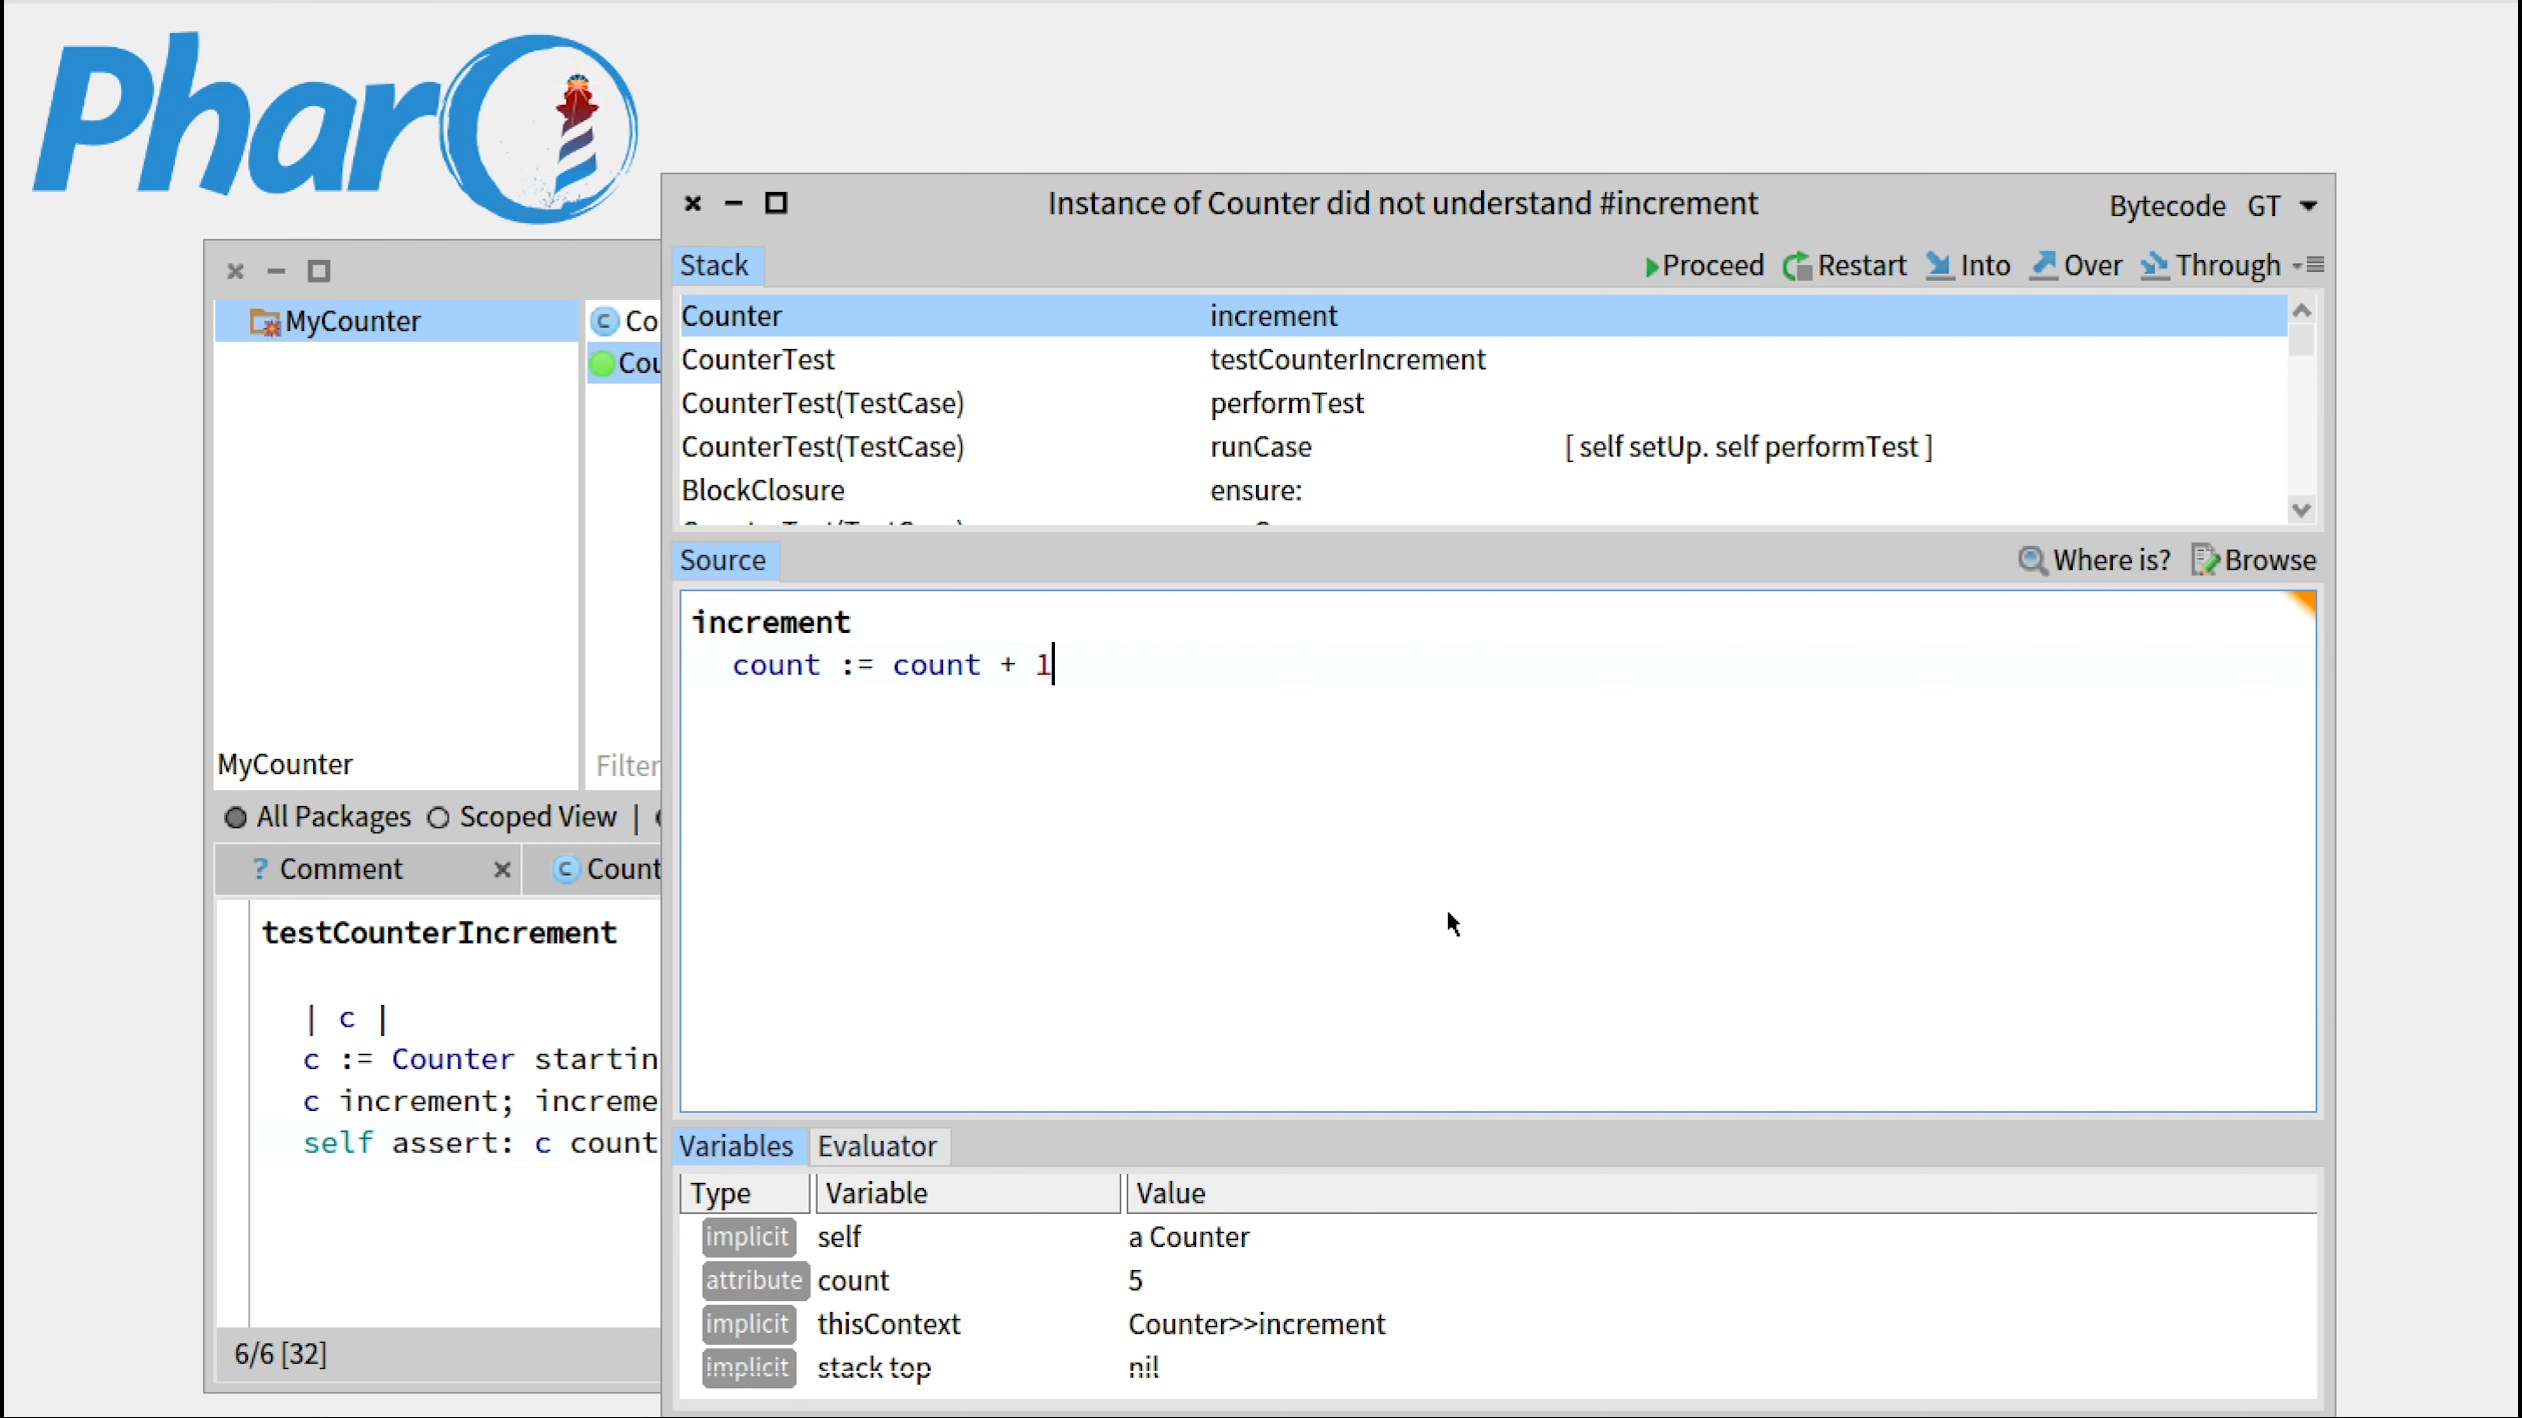 Pharo
Instance of Counter did not understand #increment
Bytecode GT
Stack
Proceed Restart Into Over Through
Counter increment
CounterTest testCounterIncrement
CounterTest(TestCase) performTest
CounterTest(TestCase) runCase [ self setUp. self performTest ]
BlockClosure ensure:
Source
Where is? Browse
increment
count := count + 1
Variables Evaluator
Type Variable Value
implicit self a Counter
attribute count 5
implicit thisContext Counter>>increment
implicit stack top nil
MyCounter
C Co
Cou
MyCounter
Filter
All Packages Scoped View |
? Comment
C Count
testCounterIncrement
| c |
c := Counter startin
c increment; increme
self assert: c count
6/6 [32]